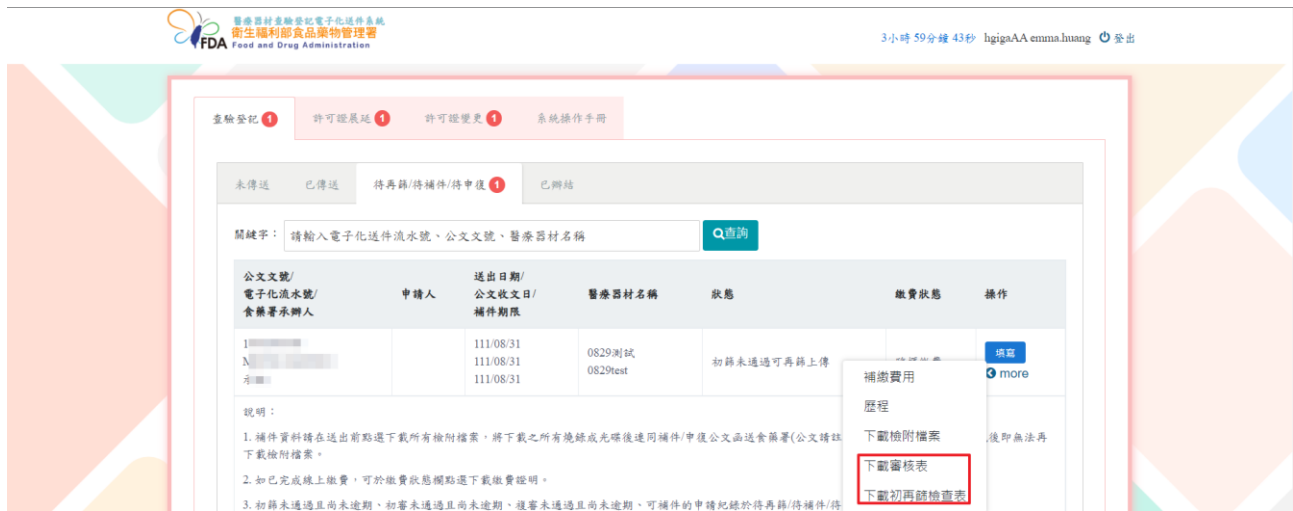 醫療器材查驗登記電子化送件系統
衛生福利部食品藥物管理署
FDA Food and Drug Administration
3小時 59分鐘 43秒 hgigaAA emma.huang 登出
查驗登記 1 許可證展延 1 許可證變更 1 系統操作手冊
未傳送 已傳送 待再篩/待補件/待申復 1 已辦結
關鍵字： 請輸入電子化送件流水號、公文文號、醫療器材名稱 查詢
公文文號/
電子化流水號/
食藥署承辦人
申請人
送出日期/
公文收文日/
補件期限
醫療器材名稱
狀態
繳費狀態
操作
111/08/31
111/08/31
111/08/31
0829測試
0829test
初篩未通過可再篩上傳
填寫
more
補繳費用
歷程
下載檢附檔案
下載審核表
下載初再篩檢查表
說明：
1. 補件資料請在送出前點選下載所有檢附檔案，將下載之所有燒錄成光碟後連同補件/申復公文函送食藥署(公文請註
後即無法再
下載檢附檔案。
2. 如已完成線上繳費，可於繳費狀態欄點選下載繳費證明。
3. 初篩未通過且尚未逾期、初審未通過且尚未逾期、複審未通過且尚未逾期、可補件的申請紀錄於待再篩/待補件/待